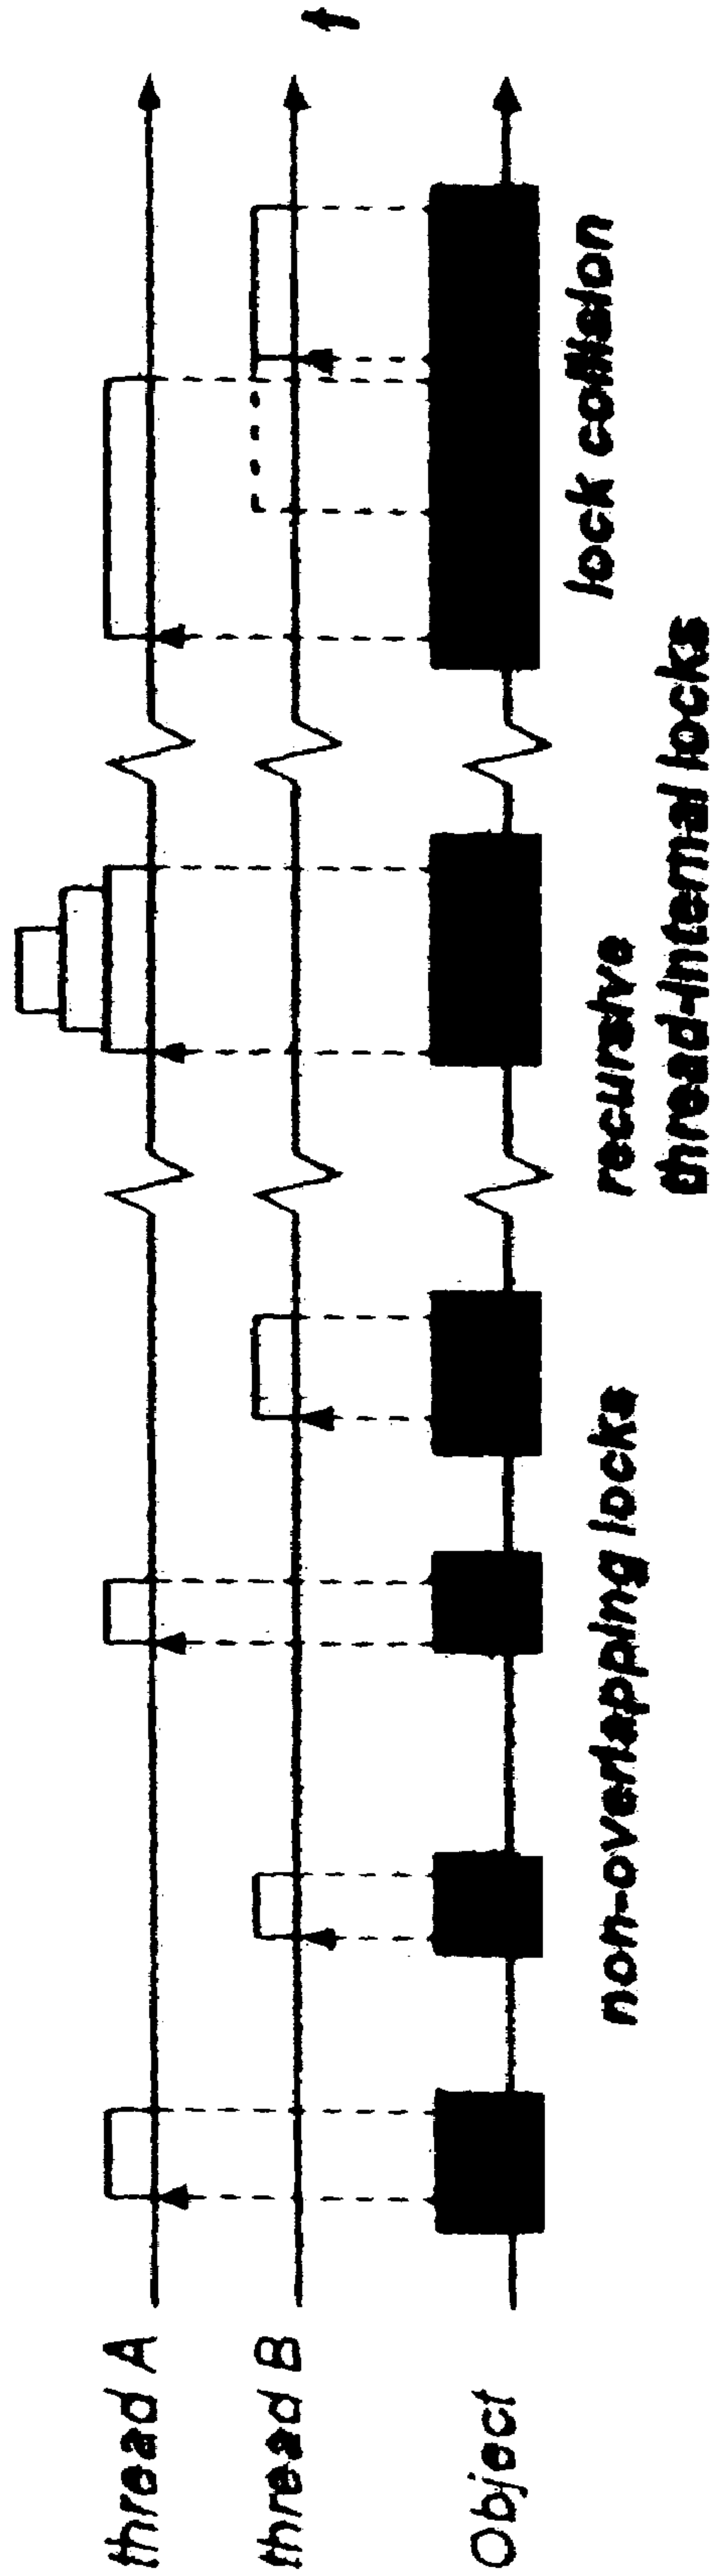 thread A
thread B
Object
t
non-overlapping locks
recursive
thread-internal locks
lock collision